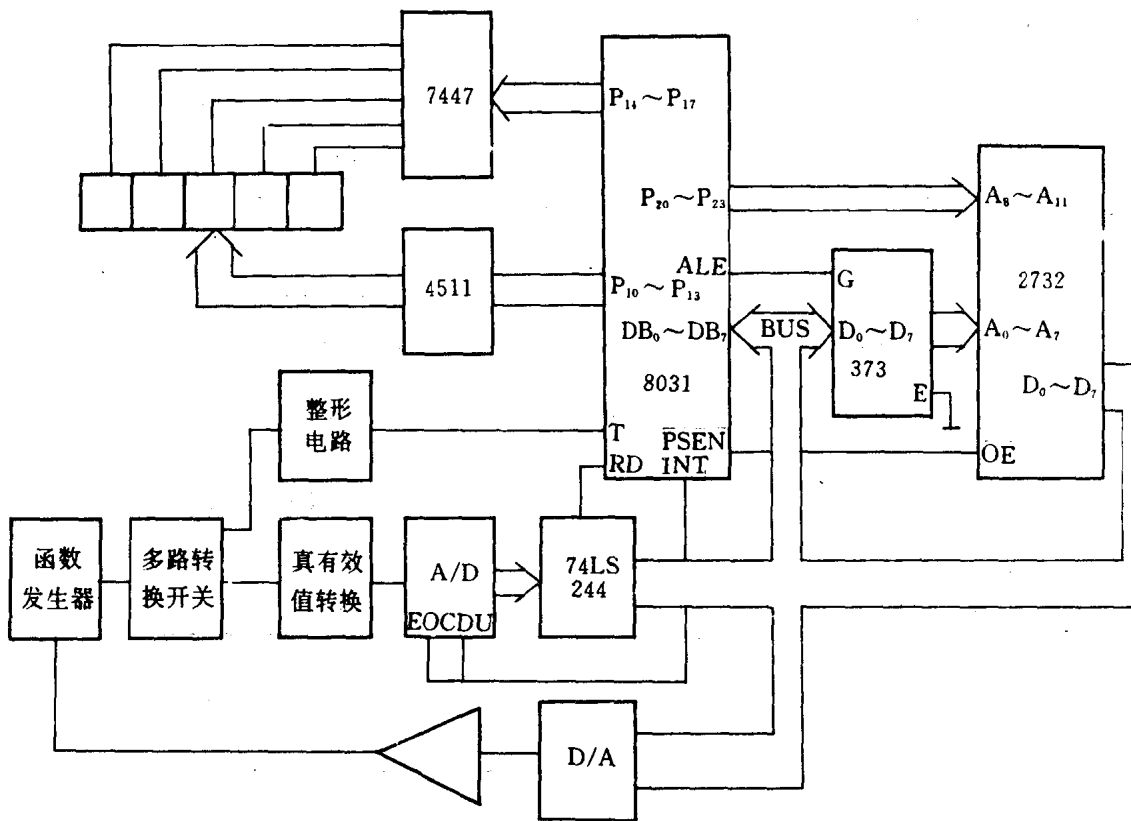 7447
P₁₄～P₁₇
P₂₀～P₂₃
A₈～A₁₁
4511
ALE
G
2732
P₁₀～P₁₃
DB₀～DB₇
BUS
D₀～D₇
A₀～A₇
8031
373
D₀～D₇
E
整形
电路
T
PSEN
RD
INT
OE
函数
发生器
多路转
换开关
真有效
值转换
A/D
EOCDU
74LS
244
D/A